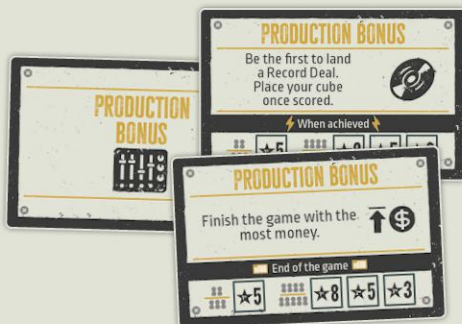 PRODUCTION BONUS
Be the first to land
a Record Deal.
Place your cube
once scored.
When achieved
5
PRODUCTION
BONUS
PRODUCTION BONUS
Finish the game with the
most money.
$
End of the game
5 8 5 3